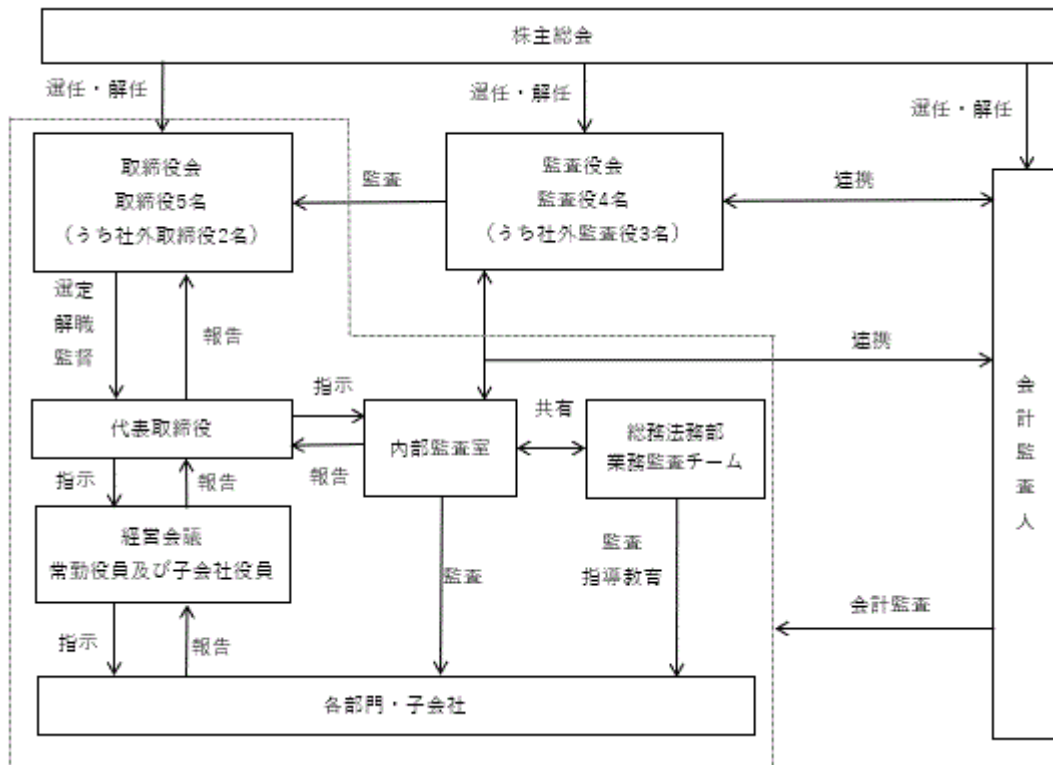 株主総会
選任・解任
選任・解任
選任・解任
取締役会
取締役5名
（うち社外取締役2名）
監査
監査役会
監査役4名
（うち社外監査役3名）
連携
選定
解職
監督
報告
連携
会計監査人
代表取締役
指示
報告
内部監査室
共有
総務法務部
業務監査チーム
指示
報告
経営会議
常勤役員及び子会社役員
監査
監査
指導教育
会計監査
指示
報告
各部門・子会社